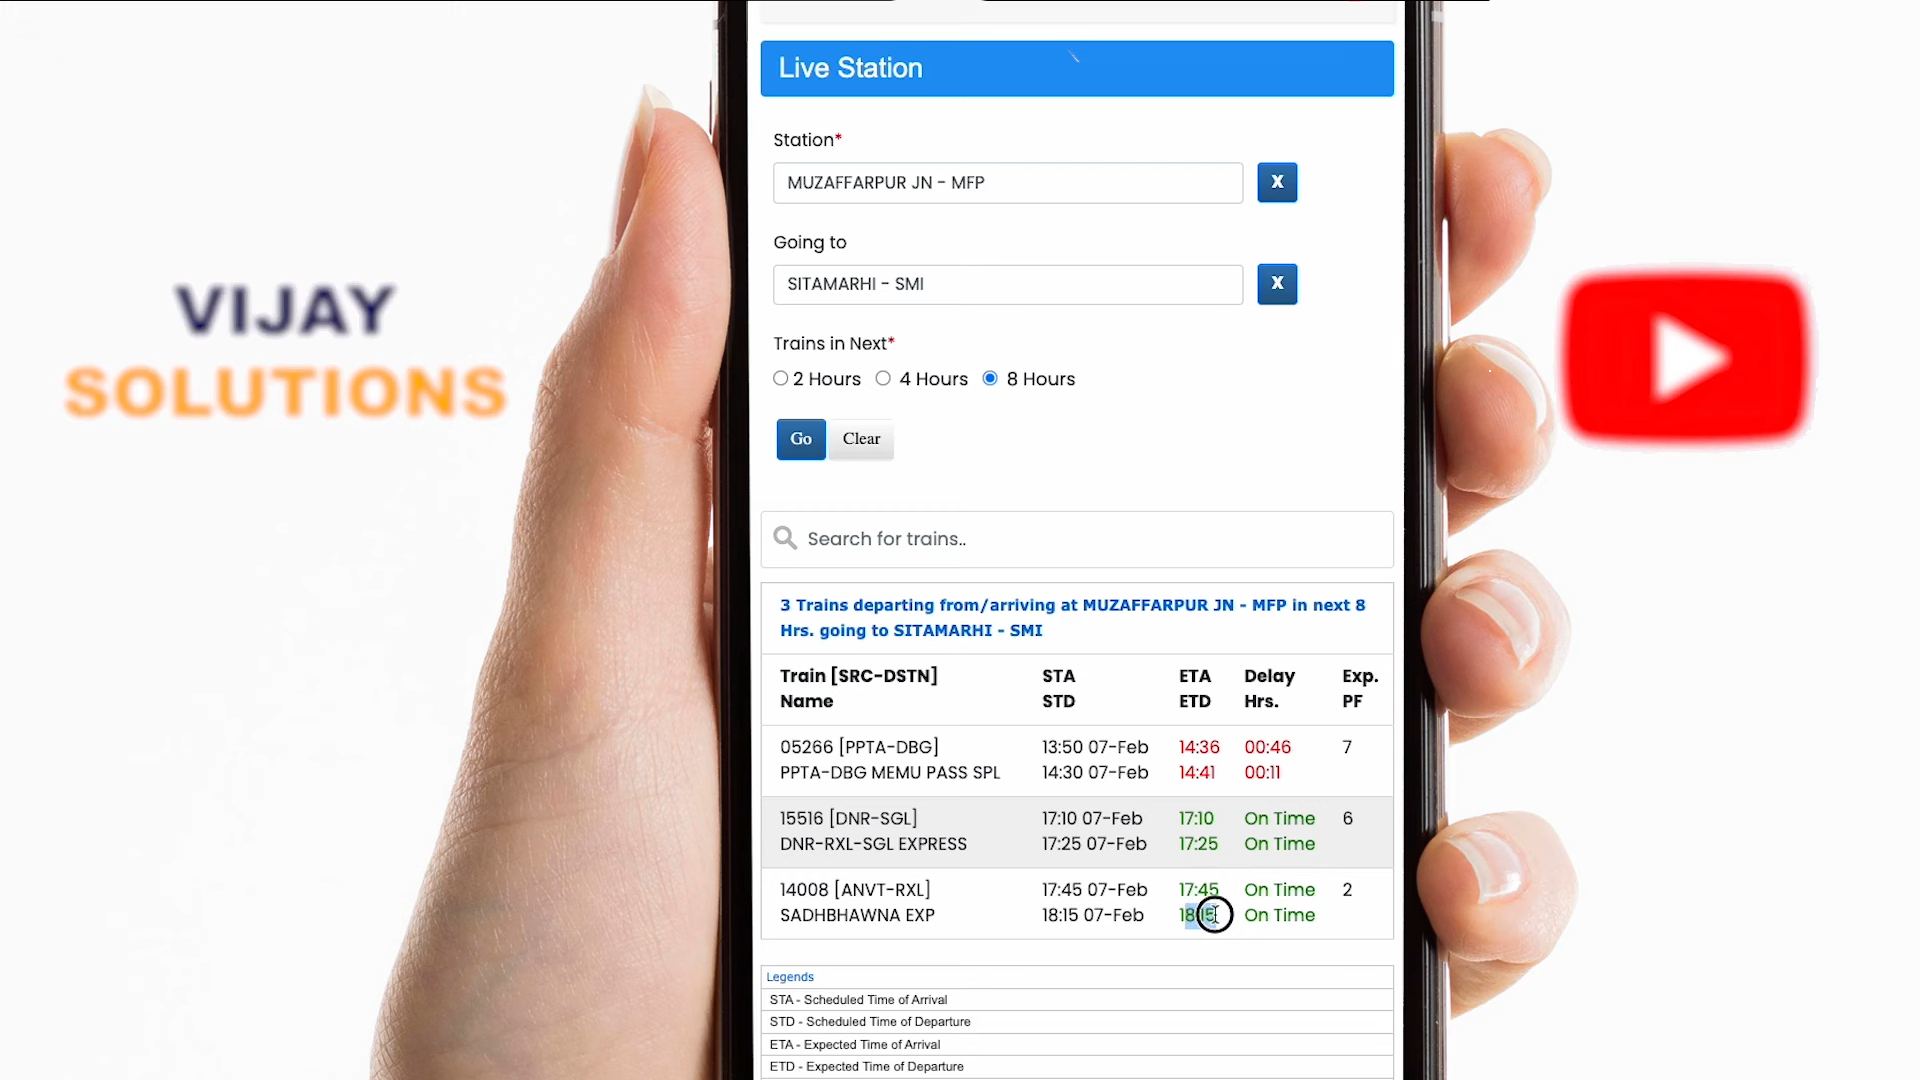 VIJAY
SOLUTIONS
Live Station
Station*
MUZAFFARPUR JN - MFP
X
Going to
SITAMARHI - SMI
X
Trains in Next*
2 Hours 4 Hours 8 Hours
Go Clear
Search for trains..
3 Trains departing from/arriving at MUZAFFARPUR JN - MFP in next 8
Hrs. going to SITAMARHI - SMI
Train [SRC-DSTN] STA ETA Delay Exp.
Name STD ETD Hrs. PF
05266 [PPTA-DBG] 13:50 07-Feb 14:36 00:46 7
PPTA-DBG MEMU PASS SPL 14:30 07-Feb 14:41 00:11
15516 [DNR-SGL] 17:10 07-Feb 17:10 On Time 6
DNR-RXL-SGL EXPRESS 17:25 07-Feb 17:25 On Time
14008 [ANVT-RXL] 17:45 07-Feb 17:45 On Time 2
SADHBHAWNA EXP 18:15 07-Feb 18:15 On Time
Legends
STA - Scheduled Time of Arrival
STD - Scheduled Time of Departure
ETA - Expected Time of Arrival
ETD - Expected Time of Departure